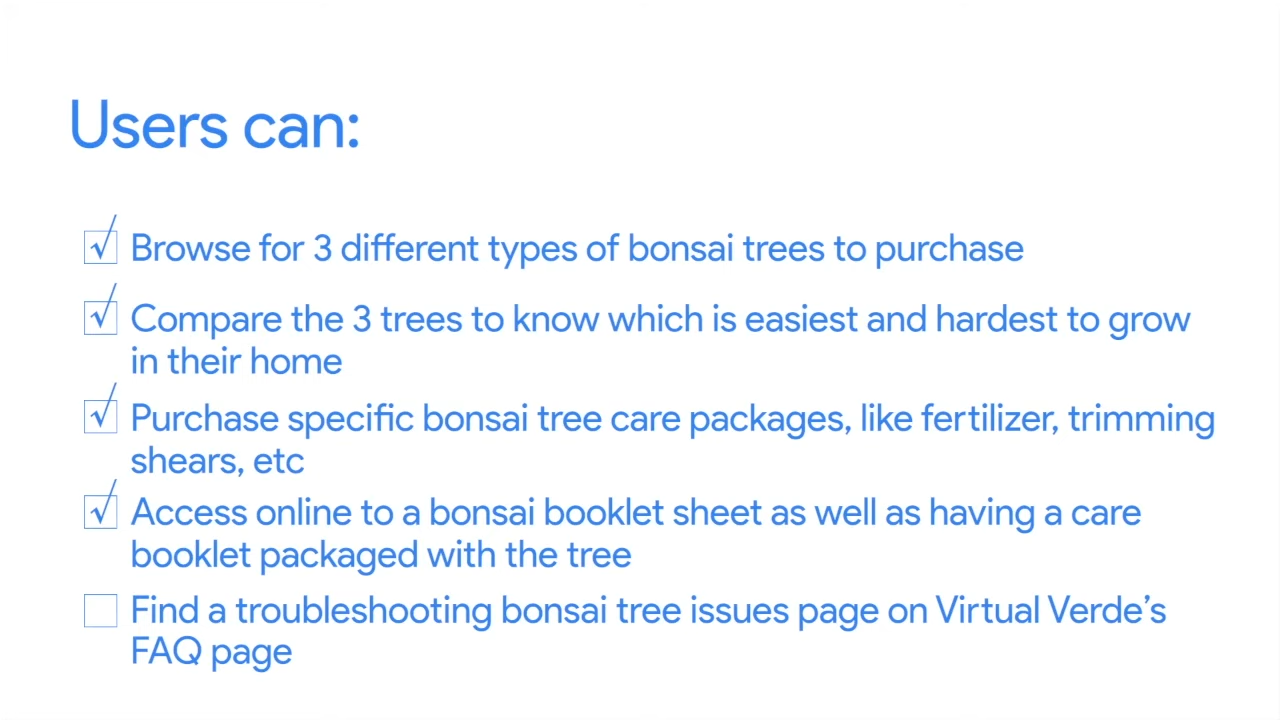 Users can:
√ Browse for 3 different types of bonsai trees to purchase
√ Compare the 3 trees to know which is easiest and hardest to grow
in their home
√ Purchase specific bonsai tree care packages, like fertilizer, trimming
shears, etc
√ Access online to a bonsai booklet sheet as well as having a care
booklet packaged with the tree
Find a troubleshooting bonsai tree issues page on Virtual Verde’s
FAQ page